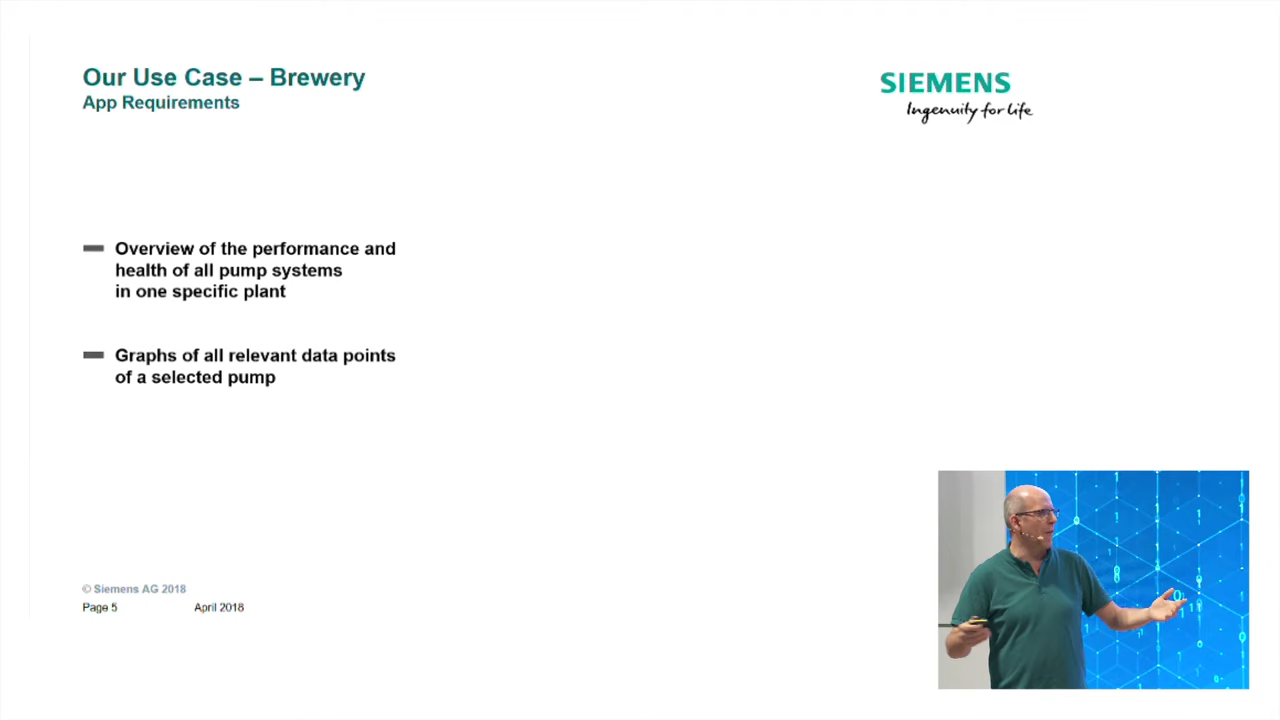 Our Use Case – Brewery
App Requirements
SIEMENS
Ingenuity for life
Overview of the performance and
health of all pump systems
in one specific plant
Graphs of all relevant data points
of a selected pump
© Siemens AG 2018
Page 5 April 2018